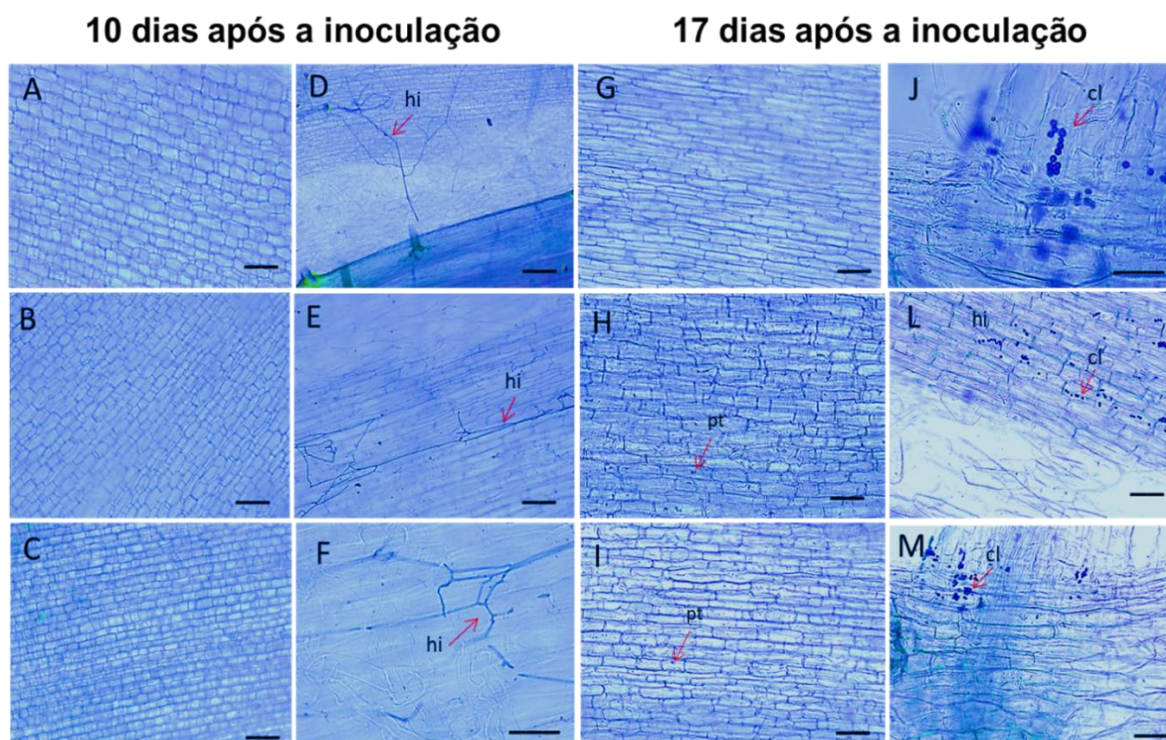 10 dias após a inoculação
17 dias após a inoculação
A
D
hi
G
J
cl
B
E
hi
H
pt
L
hi
cl
C
F
hi
I
pt
M
cl